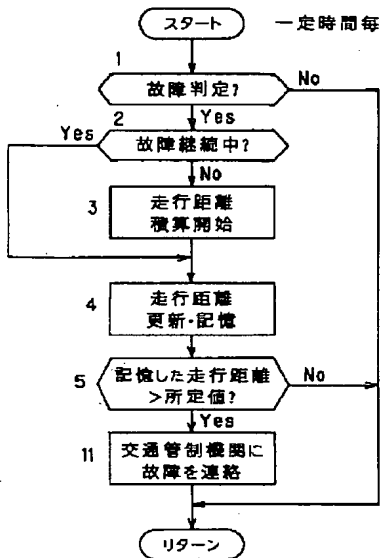 スタート
一定時間毎
1
故障判定?
No
Yes
2
故障継続中?
Yes
No
3
走行距離
積算開始
4
走行距離
更新・記憶
5
記憶した走行距離
>所定値?
No
Yes
11
交通管制機関に
故障を連絡
リターン